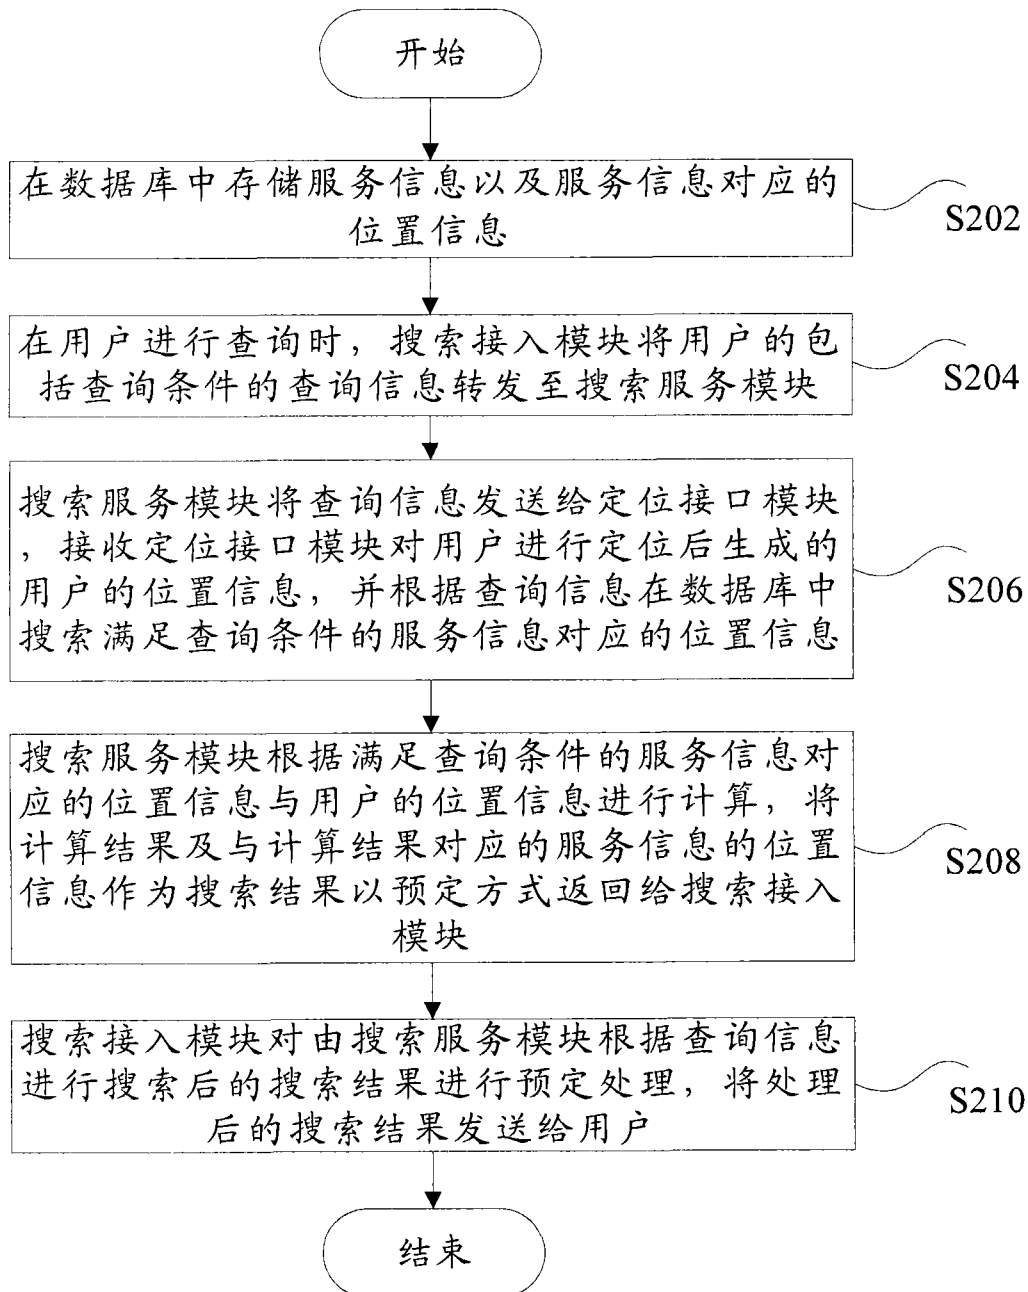 开始
在数据库中存储服务信息以及服务信息对应的
位置信息
S202
在用户进行查询时，搜索接入模块将用户的包
括查询条件的查询信息转发至搜索服务模块
S204
搜索服务模块将查询信息发送给定位接口模块
，接收定位接口模块对用户进行定位后生成的
用户的位置信息，并根据查询信息在数据库中
搜索满足查询条件的服务信息对应的位置信息
S206
搜索服务模块根据满足查询条件的服务信息对
应的位置信息与用户的位置信息进行计算，将
计算结果及与计算结果对应的服务信息的位置
信息作为搜索结果以预定方式返回给搜索接入
模块
S208
搜索接入模块对由搜索服务模块根据查询信息
进行搜索后的搜索结果进行预定处理，将处理
后的搜索结果发送给用户
S210
结束